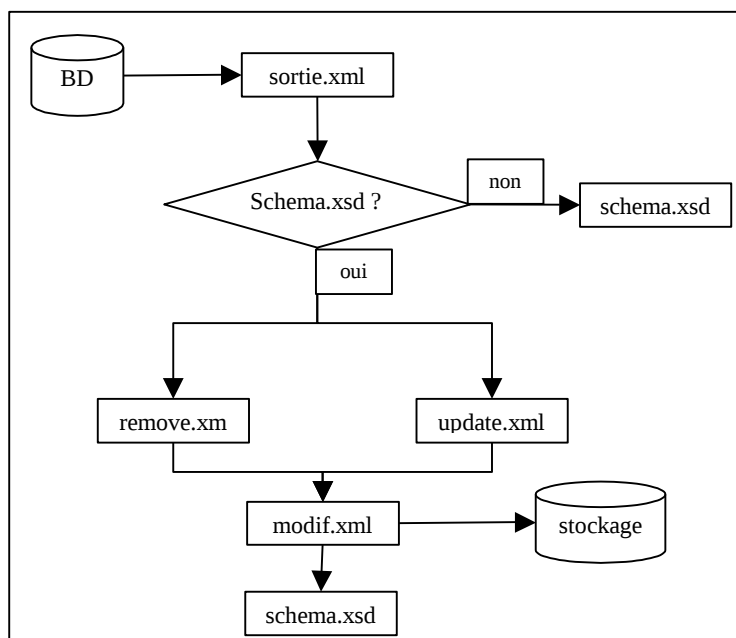 BD
sortie.xml
Schema.xsd ?
non
schema.xsd
oui
remove.xm
update.xml
modif.xml
stockage
schema.xsd